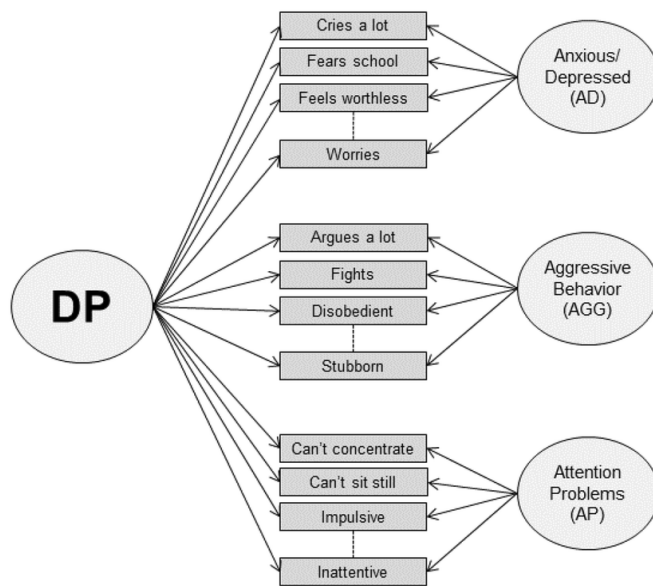 DP
Cries a lot
Fears school
Feels worthless
Worries
Anxious/
Depressed
(AD)
Argues a lot
Fights
Disobedient
Stubborn
Aggressive
Behavior
(AGG)
Can't concentrate
Can't sit still
Impulsive
Inattentive
Attention
Problems
(AP)